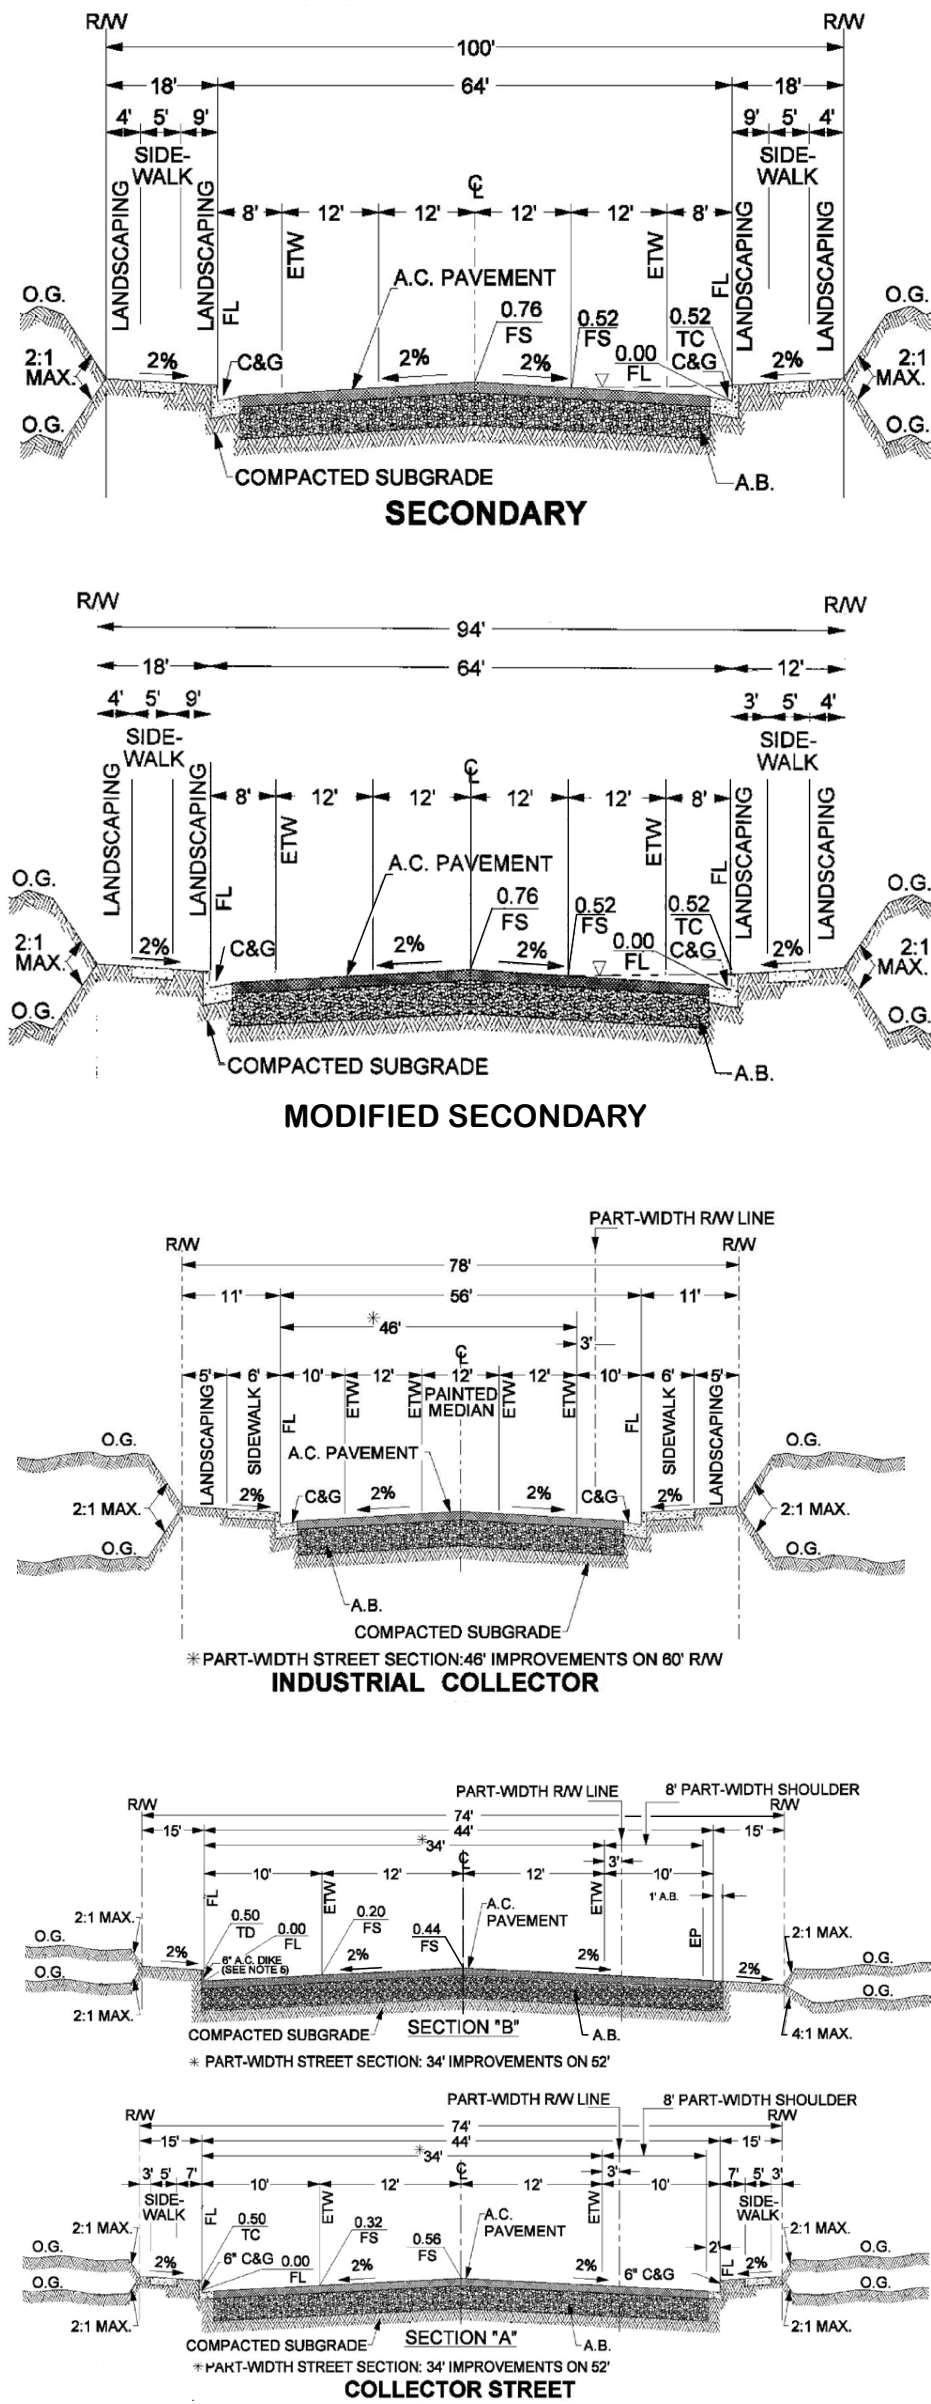 R/W R/W
100'
18' 64' 18'
4' 5' 9' 9' 5' 4'
SIDE-
WALK
SIDE-
WALK
LANDSCAPING LANDSCAPING LANDSCAPING LANDSCAPING
℄
8' 12' 12' 12' 12' 8'
FL ETW ETW FL
A.C. PAVEMENT
O.G. O.G.
0.76
FS
0.52
FS
0.52
TC
C&G
0.00
FL
2:1
MAX.
2:1
MAX.
2% C&G 2% 2% 2%
O.G. O.G.
COMPACTED SUBGRADE A.B.
SECONDARY
R/W R/W
94'
18' 64' 12'
4' 5' 9' 3' 5' 4'
SIDE-
WALK
SIDE-
WALK
LANDSCAPING LANDSCAPING LANDSCAPING LANDSCAPING
℄
8' 12' 12' 12' 12' 8'
FL ETW ETW FL
A.C. PAVEMENT
O.G. O.G.
0.76
FS
0.52
FS
0.52
TC
C&G
0.00
FL
2:1
MAX.
2:1
MAX.
2% C&G 2% 2% 2%
O.G. O.G.
COMPACTED SUBGRADE A.B.
MODIFIED SECONDARY
PART-WIDTH R/W LINE
R/W R/W
78'
11' 56' 11'
*46'
3'
℄
5' 6' 10' 12' 12' 12' 10' 6' 5'
PAINTED
MEDIAN
LANDSCAPING SIDEWALK FL ETW ETW ETW ETW FL SIDEWALK LANDSCAPING
O.G. A.C. PAVEMENT O.G.
2:1 MAX. 2% C&G 2% 2% C&G 2% 2:1 MAX.
O.G. O.G.
A.B.
COMPACTED SUBGRADE
*PART-WIDTH STREET SECTION:46' IMPROVEMENTS ON 60' R/W
INDUSTRIAL COLLECTOR
PART-WIDTH R/W LINE 8' PART-WIDTH SHOULDER
R/W R/W
74'
15' 44' 15'
*34'
℄ 3'
10' 12' 12' 10'
1' A.B.
FL ETW ETW EP
A.C.
PAVEMENT
2:1 MAX. 2:1 MAX.
0.50
TD
0.00
FL
0.20
FS
0.44
FS
O.G. O.G.
2% 6" A.C. DIKE
(SEE NOTE 5)
2% 2% 2%
O.G. O.G.
2:1 MAX. 4:1 MAX.
COMPACTED SUBGRADE SECTION "B" A.B.
* PART-WIDTH STREET SECTION: 34' IMPROVEMENTS ON 52'
PART-WIDTH R/W LINE 8' PART-WIDTH SHOULDER
R/W R/W
74'
15' 44' 15'
*34'
℄ 3'
3' 5' 7' 10' 12' 12' 10' 7' 5' 3'
SIDE-
WALK
SIDE-
WALK
FL ETW ETW FL
A.C.
PAVEMENT
2:1 MAX. 2:1 MAX.
0.50
TC
0.32
FS
0.56
FS
2'
O.G. O.G.
2% 6" C&G 0.00
FL
2% 2% 6" C&G 2%
O.G. O.G.
2:1 MAX. 2:1 MAX.
COMPACTED SUBGRADE SECTION "A" A.B.
*PART-WIDTH STREET SECTION: 34' IMPROVEMENTS ON 52'
COLLECTOR STREET